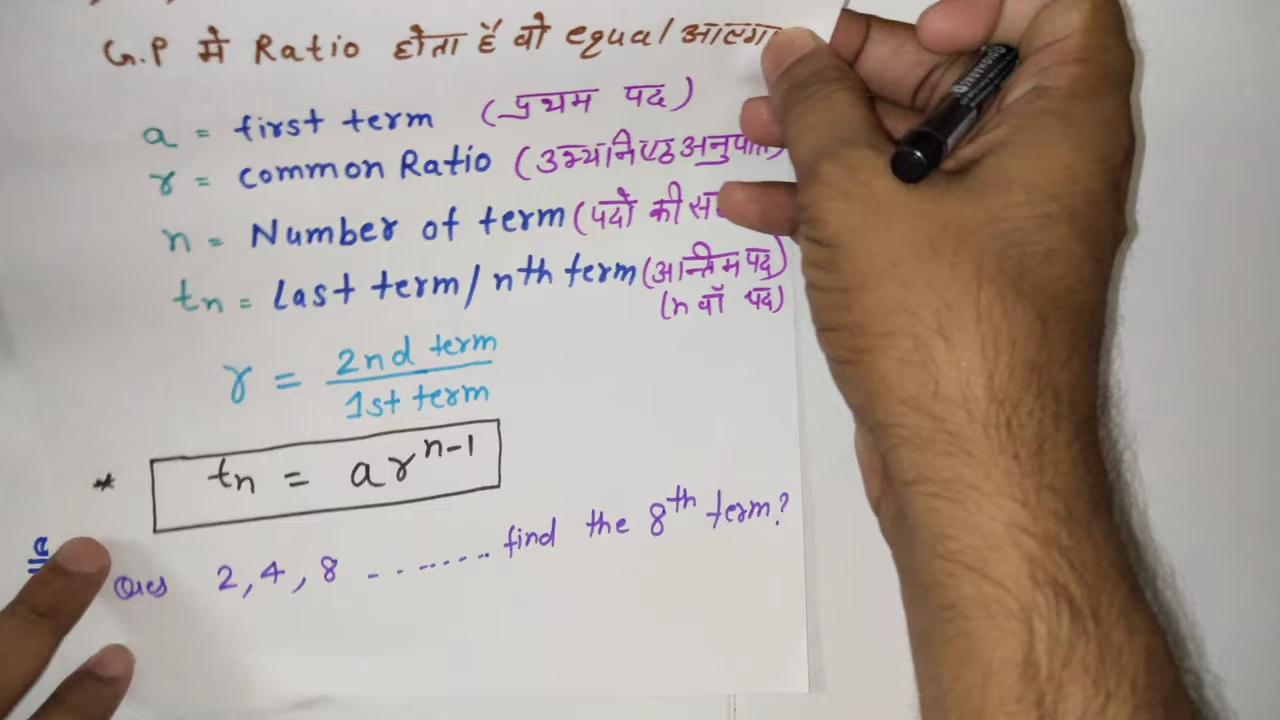 G.P मे Ratio होता हैं वो equal आएगा
a = first term (प्रथम पद)
r = common Ratio (उभयनिष्ठ अनुपात)
n = Number of term (पदों की
tn = Last term / nth term (अन्तिम पद)
(n वाँ पद)
r = 2nd term
1st term
* tn = ar^n-1
Ques 2, 4, 8 -------- find the 8th term?